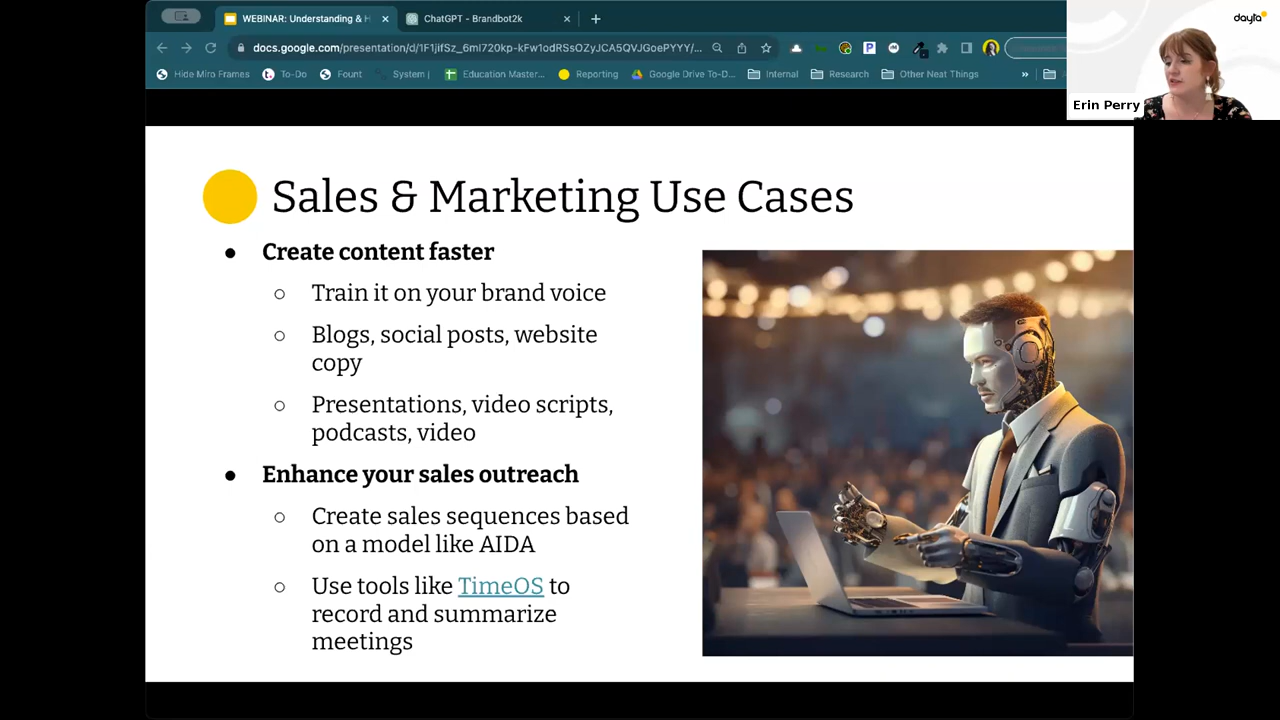 WEBINAR: Understanding & H
ChatGPT - Brandbot2k
docs.google.com/presentation/d/1F1jifSz_6mI720kp-kFw1odRSsOZyJCA5QVJGoePYYY/...
Hide Miro Frames
To-Do
Fount
System |
Education Master...
Reporting
Google Drive To-D...
Internal
Research
Other Neat Things
dayta
Erin Perry
Sales & Marketing Use Cases
● Create content faster
○ Train it on your brand voice
○ Blogs, social posts, website
copy
○ Presentations, video scripts,
podcasts, video
● Enhance your sales outreach
○ Create sales sequences based
on a model like AIDA
○ Use tools like TimeOS to
record and summarize
meetings